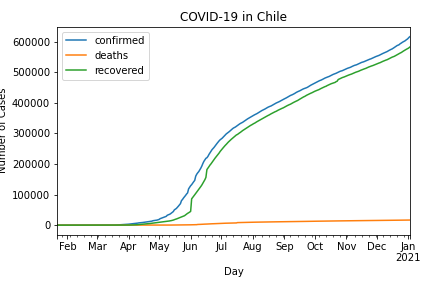 COVID-19 in Chile
confirmed
deaths
recovered
600000
500000
400000
300000
200000
100000
0
Number of Cases
Feb Mar Apr May Jun Jul Aug Sep Oct Nov Dec Jan
2021
Day